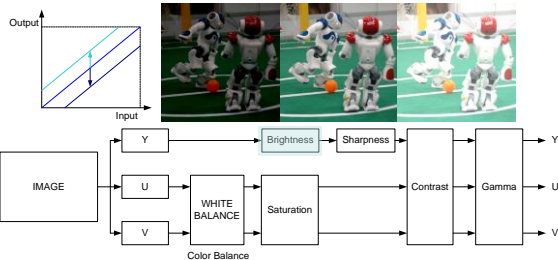 Output
Input
Y
Brightness
Sharpness
Y
IMAGE
U
WHITE
BALANCE
Saturation
Contrast
Gamma
U
V
V
Color Balance